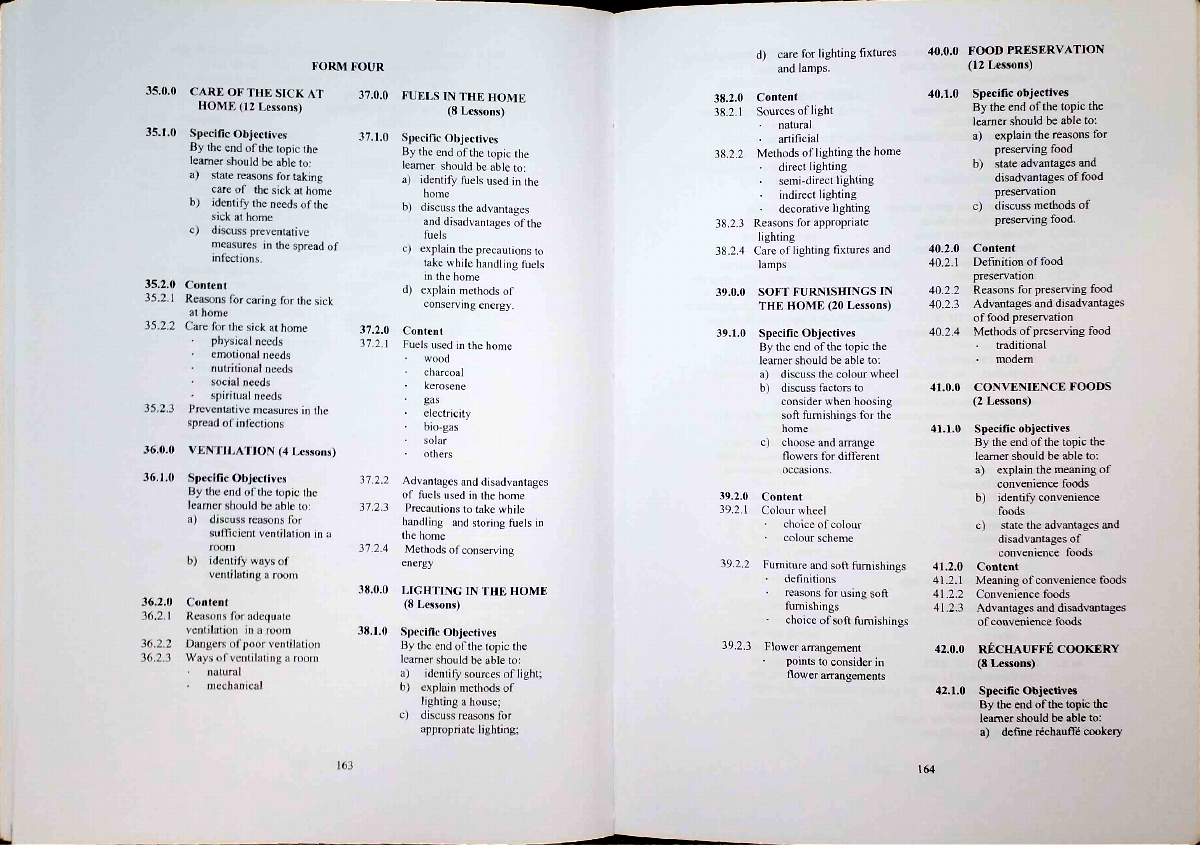 FORM FOUR
35.0.0 CARE OF THE SICK AT
HOME (12 Lessons)
35.1.0 Specific Objectives
By the end of the topic the
learner should be able to:
a) state reasons for taking
care of the sick at home
b) identify the needs of the
sick at home
c) discuss preventative
measures in the spread of
infections.
35.2.0 Content
35.2.1 Reasons for caring for the sick
at home
35.2.2 Care for the sick at home
· physical needs
· emotional needs
· nutritional needs
· social needs
· spiritual needs
35.2.3 Preventative measures in the
spread of infections
36.0.0 VENTILATION (4 Lessons)
36.1.0 Specific Objectives
By the end of the topic the
learner should be able to:
a) discuss reasons for
sufficient ventilation in a
room
b) identify ways of
ventilating a room
36.2.0 Content
36.2.1 Reasons for adequate
ventilation in a room
36.2.2 Dangers of poor ventilation
36.2.3 Ways of ventilating a room
· natural
· mechanical
37.0.0 FUELS IN THE HOME
(8 Lessons)
37.1.0 Specific Objectives
By the end of the topic the
learner should be able to:
a) identify fuels used in the
home
b) discuss the advantages
and disadvantages of the
fuels
c) explain the precautions to
take while handling fuels
in the home
d) explain methods of
conserving energy.
37.2.0 Content
37.2.1 Fuels used in the home
· wood
· charcoal
· kerosene
· gas
· electricity
· bio-gas
· solar
· others
37.2.2 Advantages and disadvantages
of fuels used in the home
37.2.3 Precautions to take while
handling and storing fuels in
the home
37.2.4 Methods of conserving
energy
38.0.0 LIGHTING IN THE HOME
(8 Lessons)
38.1.0 Specific Objectives
By the end of the topic the
learner should be able to:
a) identify sources of light;
b) explain methods of
lighting a house;
c) discuss reasons for
appropriate lighting;
163
d) care for lighting fixtures
and lamps.
38.2.0 Content
38.2.1 Sources of light
· natural
· artificial
38.2.2 Methods of lighting the home
· direct lighting
· semi-direct lighting
· indirect lighting
· decorative lighting
38.2.3 Reasons for appropriate
lighting
38.2.4 Care of lighting fixtures and
lamps
39.0.0 SOFT FURNISHINGS IN
THE HOME (20 Lessons)
39.1.0 Specific Objectives
By the end of the topic the
learner should be able to:
a) discuss the colour wheel
b) discuss factors to
consider when hoosing
soft furnishings for the
home
c) choose and arrange
flowers for different
occasions.
39.2.0 Content
39.2.1 Colour wheel
· choice of colour
· colour scheme
39.2.2 Furniture and soft furnishings
· definitions
· reasons for using soft
furnishings
· choice of soft furnishings
39.2.3 Flower arrangement
· points to consider in
flower arrangements
40.0.0 FOOD PRESERVATION
(12 Lessons)
40.1.0 Specific objectives
By the end of the topic the
learner should be able to:
a) explain the reasons for
preserving food
b) state advantages and
disadvantages of food
preservation
c) discuss methods of
preserving food.
40.2.0 Content
40.2.1 Definition of food
preservation
40.2.2 Reasons for preserving food
40.2.3 Advantages and disadvantages
of food preservation
40.2.4 Methods of preserving food
· traditional
· modern
41.0.0 CONVENIENCE FOODS
(2 Lessons)
41.1.0 Specific objectives
By the end of the topic the
learner should be able to:
a) explain the meaning of
convenience foods
b) identify convenience
foods
c) state the advantages and
disadvantages of
convenience foods
41.2.0 Content
41.2.1 Meaning of convenience foods
41.2.2 Convenience foods
41.2.3 Advantages and disadvantages
of convenience foods
42.0.0 RÉCHAUFFÉ COOKERY
(8 Lessons)
42.1.0 Specific Objectives
By the end of the topic the
learner should be able to:
a) define réchauffé cookery
164